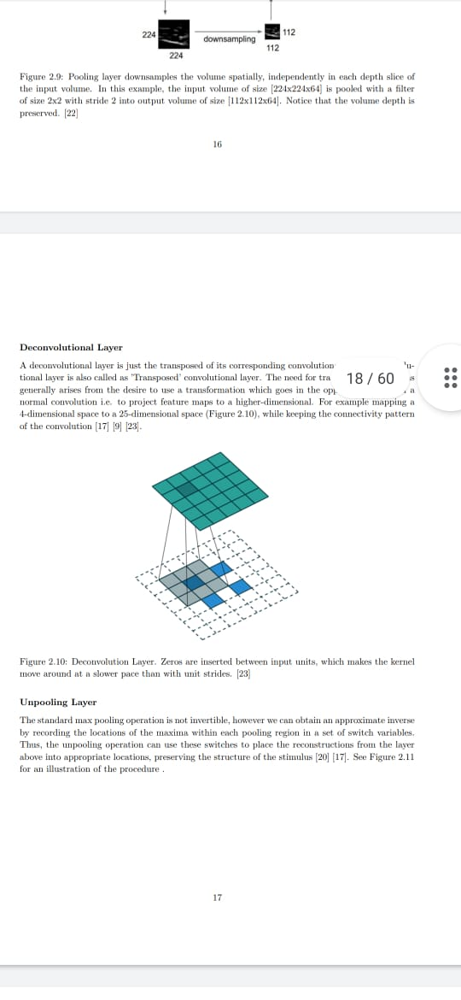 224
downsampling
112
112
224
Figure 2.9: Pooling layer downsamples the volume spatially, independently in each depth slice of
the input volume. In this example, the input volume of size [224x224x64] is pooled with a filter
of size 2x2 with stride 2 into output volume of size [112x112x64]. Notice that the volume depth is
preserved. [22]
16
Deconvolutional Layer
A deconvolutional layer is just the transposed of its corresponding convolution u-
tional layer is also called as 'Transposed' convolutional layer. The need for tra s
18 / 60
generally arises from the desire to use a transformation which goes in the opp a
normal convolution i.e. to project feature maps to a higher-dimensional. For example mapping a
4-dimensional space to a 25-dimensional space (Figure 2.10), while keeping the connectivity pattern
of the convolution [17] [9] [23].
Figure 2.10: Deconvolution Layer. Zeros are inserted between input units, which makes the kernel
move around at a slower pace than with unit strides. [23]
Unpooling Layer
The standard max pooling operation is not invertible, however we can obtain an approximate inverse
by recording the locations of the maxima within each pooling region in a set of switch variables.
Thus, the unpooling operation can use these switches to place the reconstructions from the layer
above into appropriate locations, preserving the structure of the stimulus [20] [17]. See Figure 2.11
for an illustration of the procedure .
17